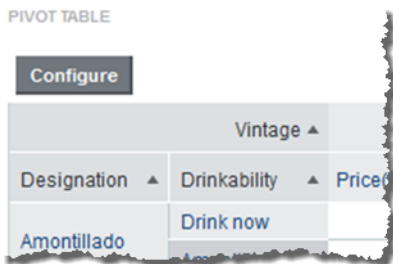 PIVOT TABLE
Configure
Vintage ▲
Designation ▲ Drinkability ▲
Drink now
Amontillado